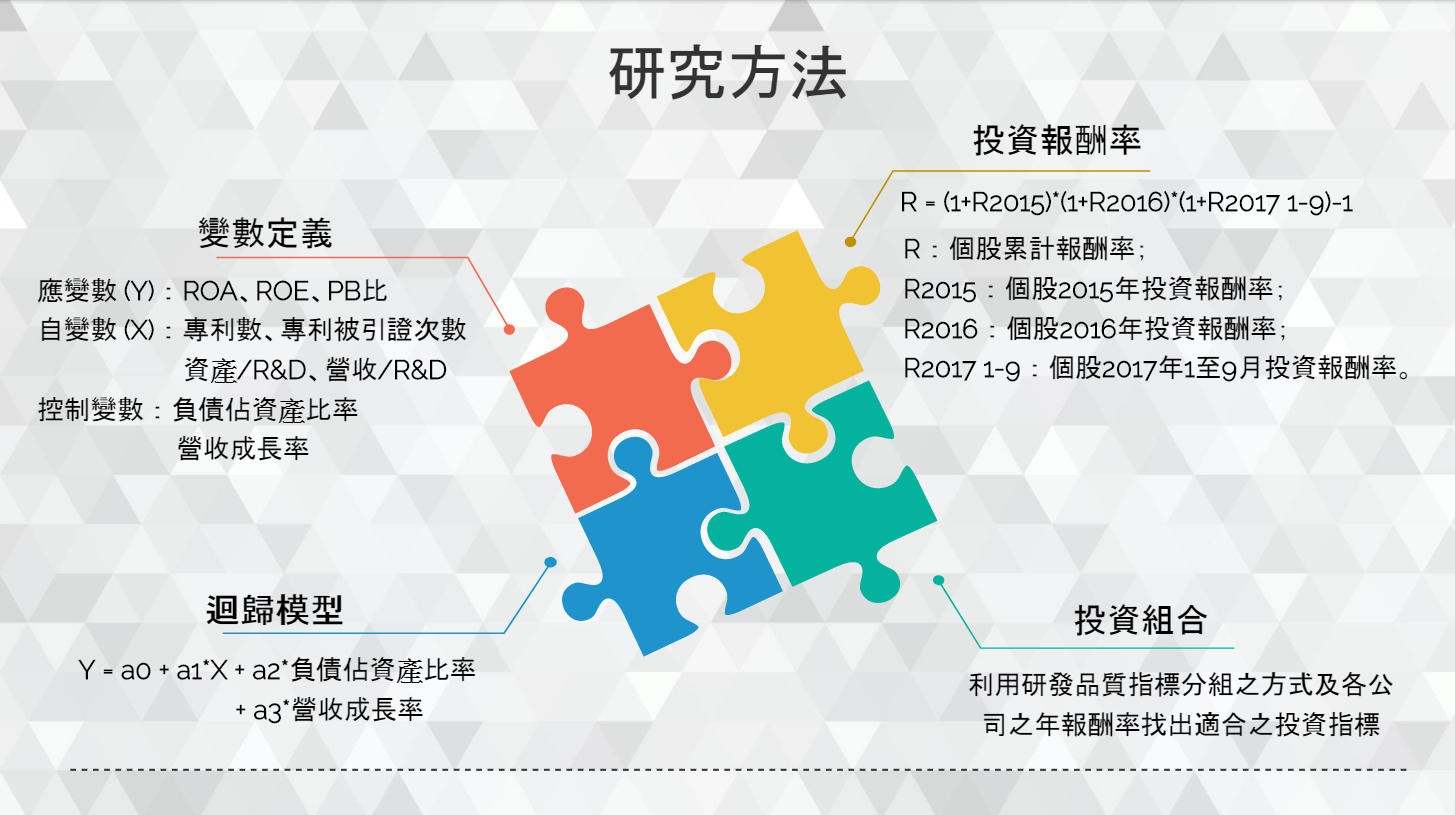 研究方法
變數定義
應變數 (Y)：ROA、ROE、PB比
自變數 (X)：專利數、專利被引證次數
資產/R&D、營收/R&D
控制變數：負債佔資產比率
營收成長率
投資報酬率
R = (1+R2015)*(1+R2016)*(1+R2017 1-9)-1
R：個股累計報酬率；
R2015：個股2015年投資報酬率；
R2016：個股2016年投資報酬率；
R2017 1-9：個股2017年1至9月投資報酬率。
迴歸模型
Y = a0 + a1*X + a2*負債佔資產比率
+ a3*營收成長率
投資組合
利用研發品質指標分組之方式及各公
司之年報酬率找出適合之投資指標